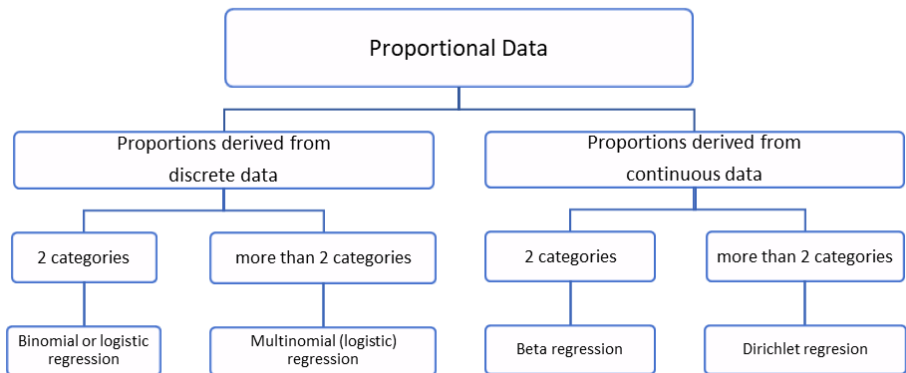 Proportional Data
Proportions derived from
discrete data
Proportions derived from
continuous data
2 categories
more than 2 categories
2 categories
more than 2 categories
Binomial or logistic
regression
Multinomial (logistic)
regression
Beta regression
Dirichlet regresion